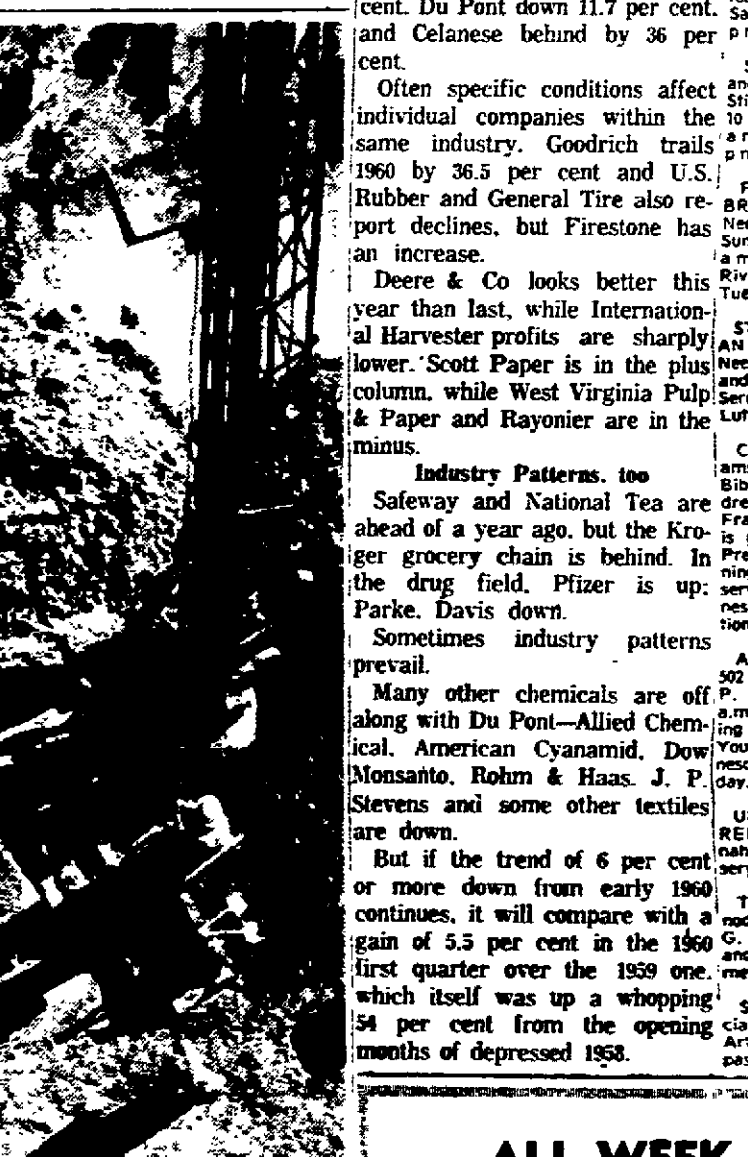 cent. Du Pont down 11.7 per cent.
and Celanese behind by 36 per
cent.
Often specific conditions affect
individual companies within the
same industry. Goodrich trails
1960 by 36.5 per cent and U.S.
Rubber and General Tire also re-
port declines, but Firestone has
an increase.
Deere & Co looks better this
year than last, while Internation-
al Harvester profits are sharply
lower. Scott Paper is in the plus
column, while West Virginia Pulp
& Paper and Rayonier are in the
minus.
Industry Patterns, too
Safeway and National Tea are
ahead of a year ago, but the Kro-
ger grocery chain is behind. In
the drug field, Pfizer is up;
Parke, Davis down.
Sometimes industry patterns
prevail.
Many other chemicals are off
along with Du Pont—Allied Chem-
ical, American Cyanamid, Dow
Monsanto, Rohm & Haas. J. P.
Stevens and some other textiles
are down.
But if the trend of 6 per cent
or more down from early 1960
continues, it will compare with a
gain of 5.5 per cent in the 1960
first quarter over the 1959 one,
which itself was up a whopping
54 per cent from the opening
months of depressed 1958.
ALL WEEK